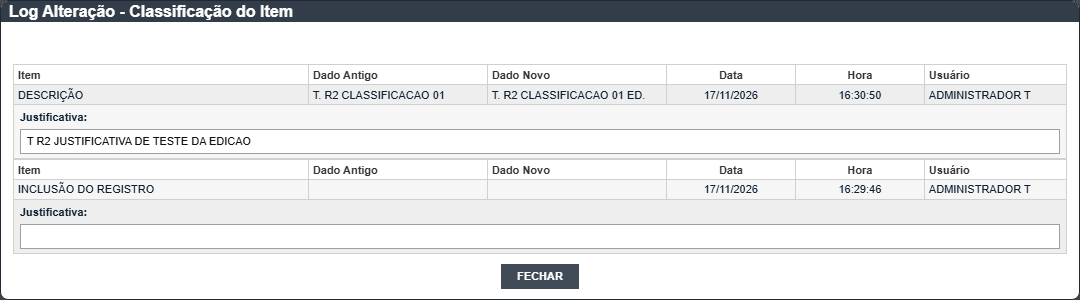 Log Alteração - Classificação do Item
Item Dado Antigo Dado Novo Data Hora Usuário
DESCRIÇÃO T. R2 CLASSIFICACAO 01 T. R2 CLASSIFICACAO 01 ED. 17/11/2026 16:30:50 ADMINISTRADOR T
Justificativa:
T R2 JUSTIFICATIVA DE TESTE DA EDICAO
Item Dado Antigo Dado Novo Data Hora Usuário
INCLUSÃO DO REGISTRO 17/11/2026 16:29:46 ADMINISTRADOR T
Justificativa:
FECHAR